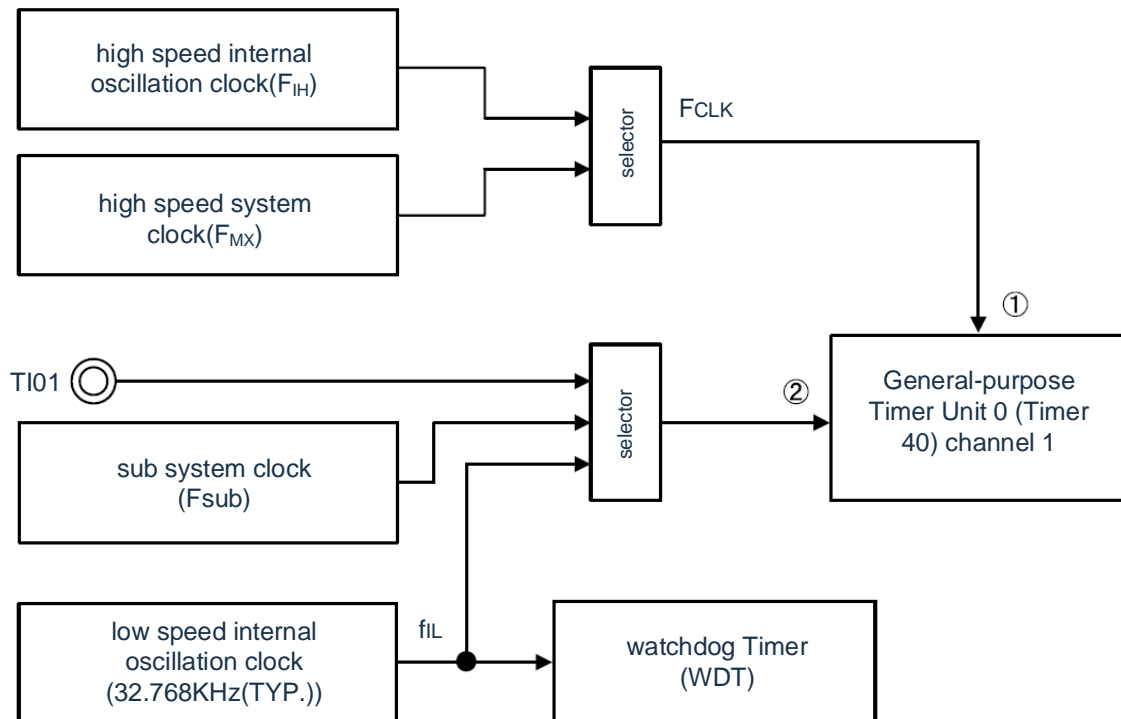 high speed internal
oscillation clock(FIH)
selector
FCLK
high speed system
clock(FMX)
①
TI01
selector
②
General-purpose
Timer Unit 0 (Timer
40) channel 1
sub system clock
(Fsub)
low speed internal
oscillation clock
(32.768KHz(TYP.))
fIL
watchdog Timer
(WDT)